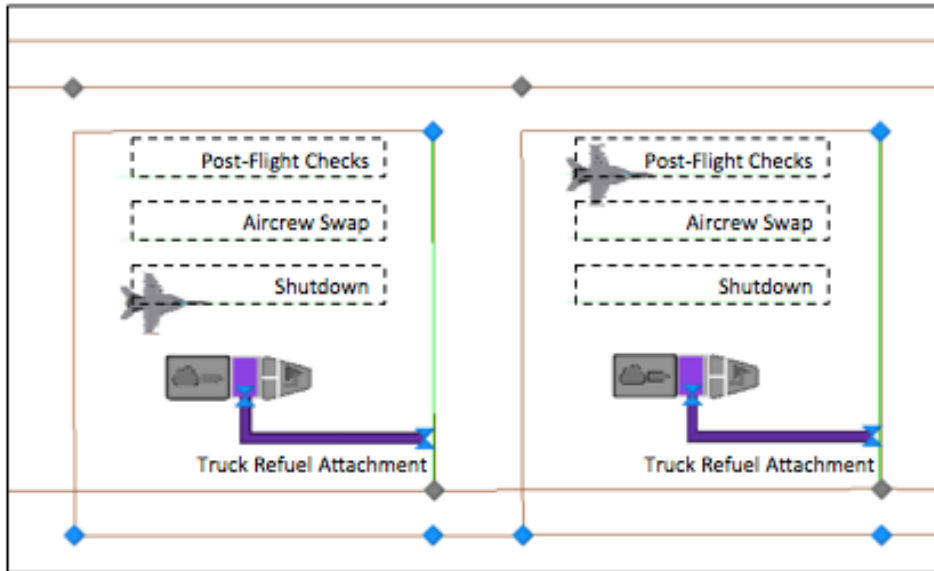 Post-Flight Checks
Aircrew Swap
Shutdown
Truck Refuel Attachment
Post-Flight Checks
Aircrew Swap
Shutdown
Truck Refuel Attachment